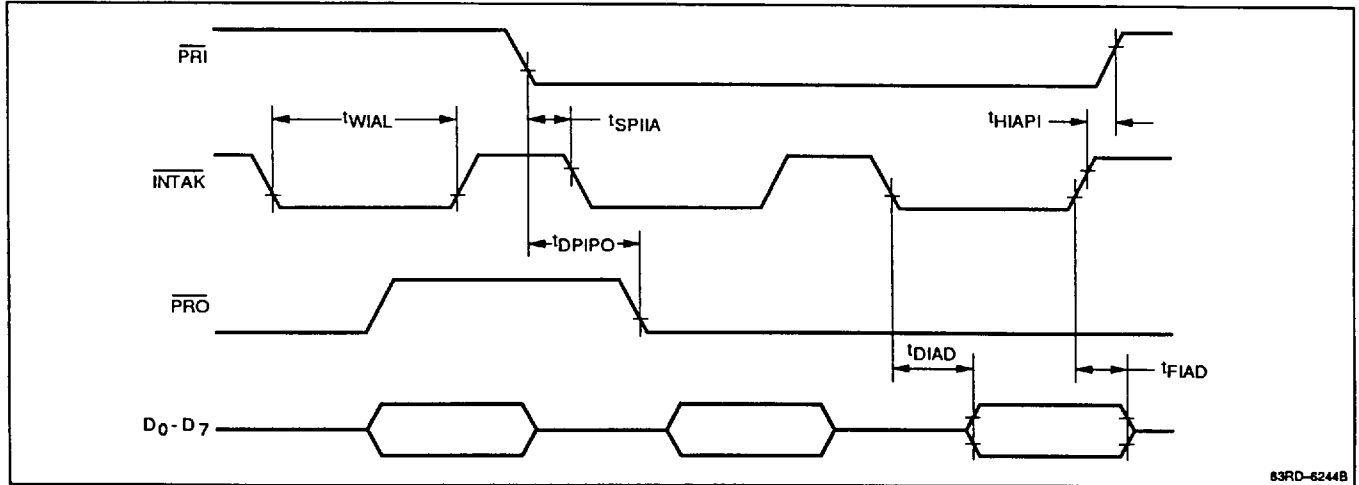 PRI
tWIAL
tSPIIA
tHIAPI
INTAK
tDPIPO
PRO
tDIAD
tFIAD
D0-D7
83RD-6244B